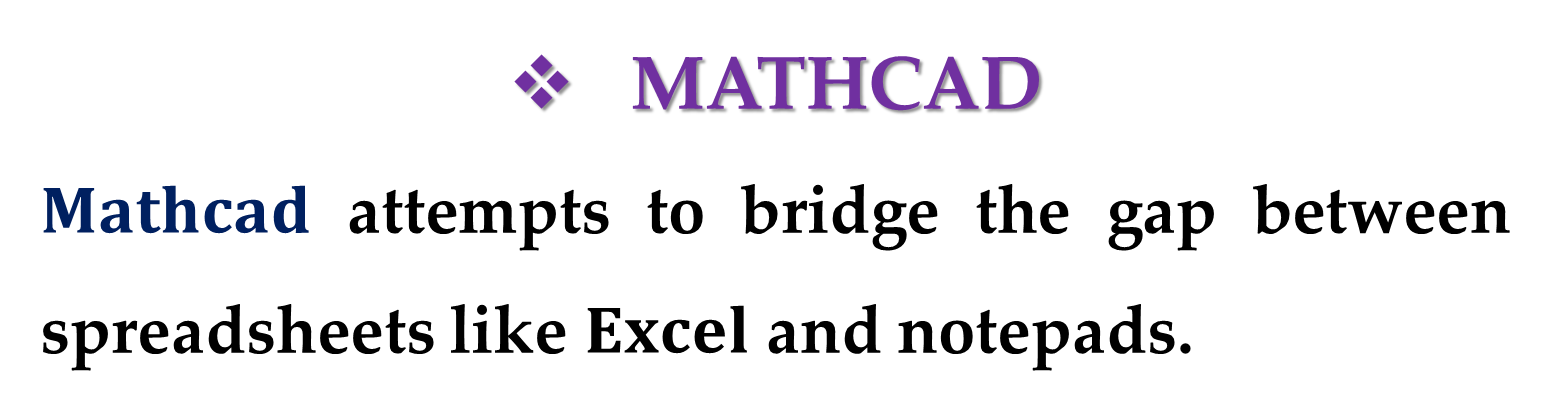 ❖ MATHCAD
Mathcad attempts to bridge the gap between
spreadsheets like Excel and notepads.